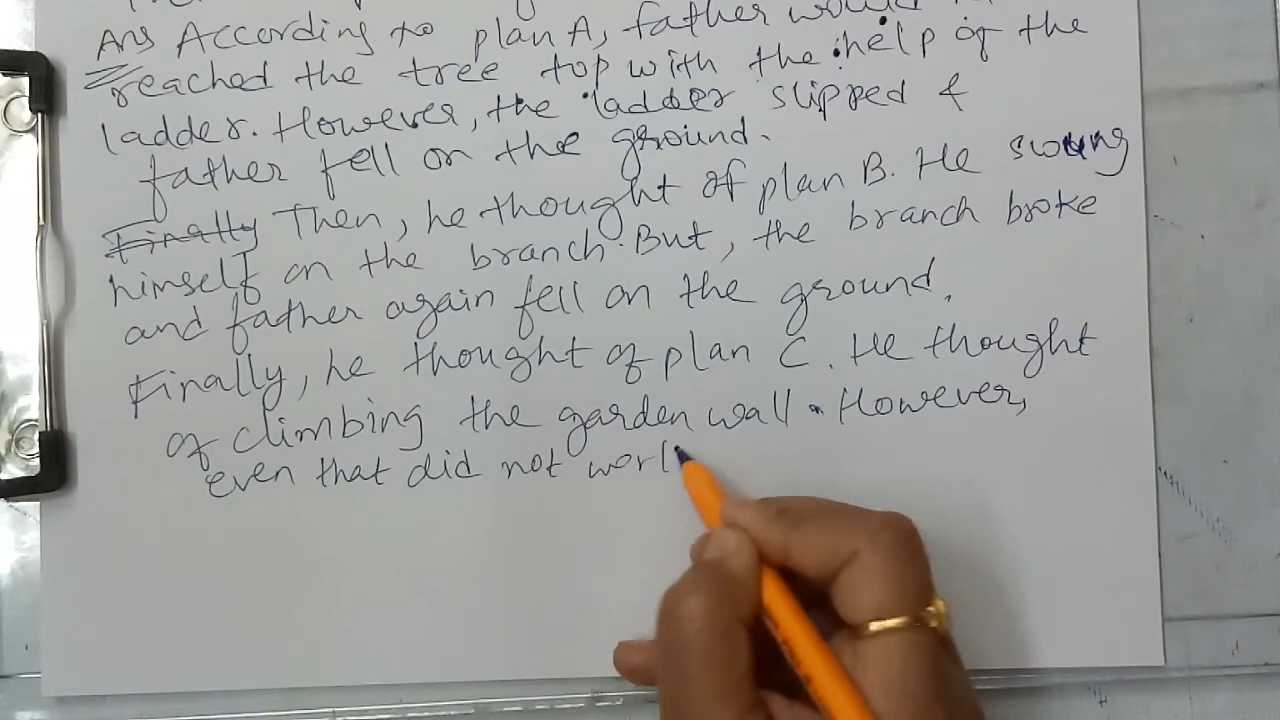 Ans According to plan A, father would
reached the tree top with the help of the
ladder. However, the ladder slipped &
father fell on the ground.
Finally Then, he thought of plan B. He swung
himself on the branch. But, the branch broke
and father again fell on the ground.
Finally, he thought of plan C. He thought
of climbing the garden wall. However,
even that did not worl